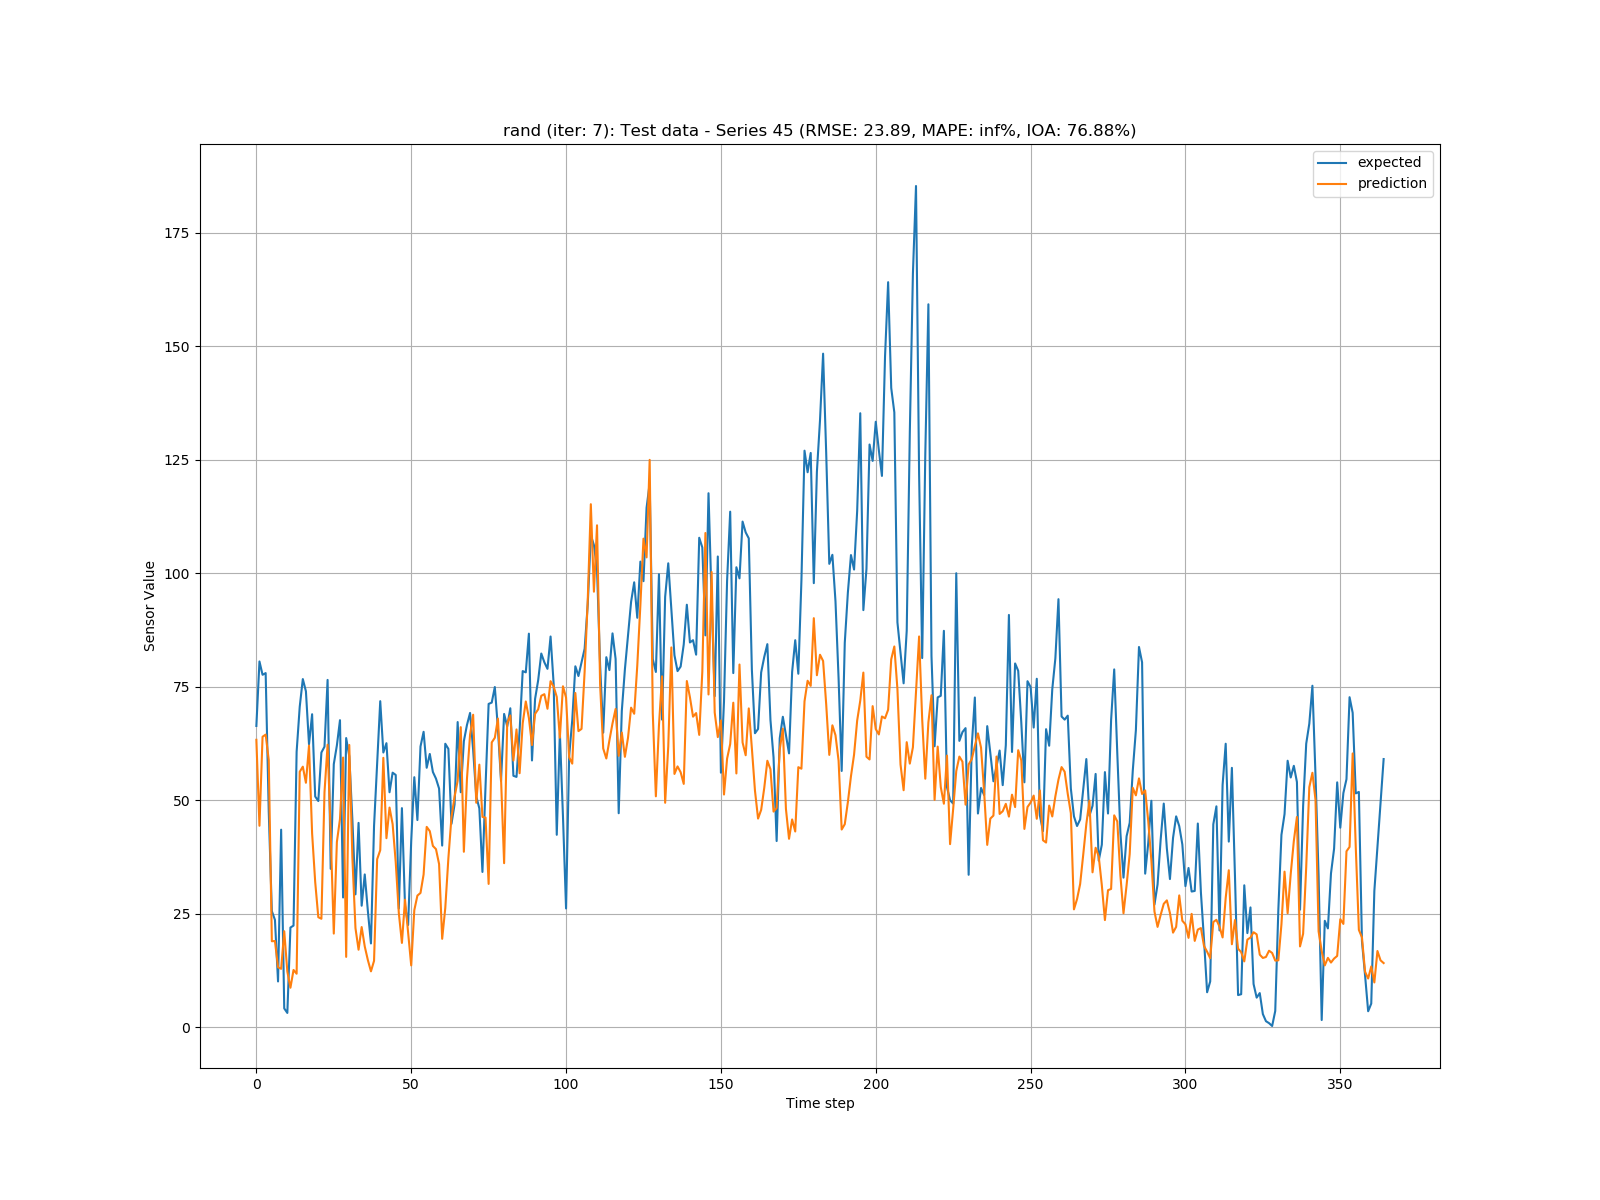 rand (iter: 7): Test data - Series 45 (RMSE: 23.89, MAPE: inf%, IOA: 76.88%)
expected
prediction
175
150
125
100
75
50
25
0
Sensor Value
0 50 100 150 200 250 300 350
Time step